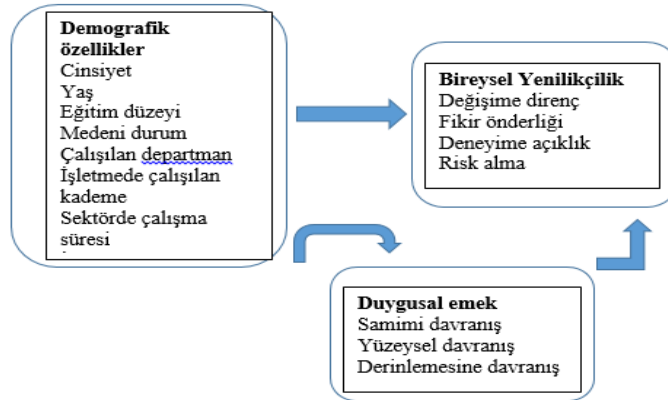 Demografik
özellikler
Cinsiyet
Yaş
Eğitim düzeyi
Medeni durum
Çalışılan departman
İşletmede çalışılan
kademe
Sektörde çalışma
süresi
Bireysel Yenilikçilik
Değişime direnç
Fikir önderliği
Deneyime açıklık
Risk alma
Duygusal emek
Samimi davranış
Yüzeysel davranış
Derinlemesine davranış